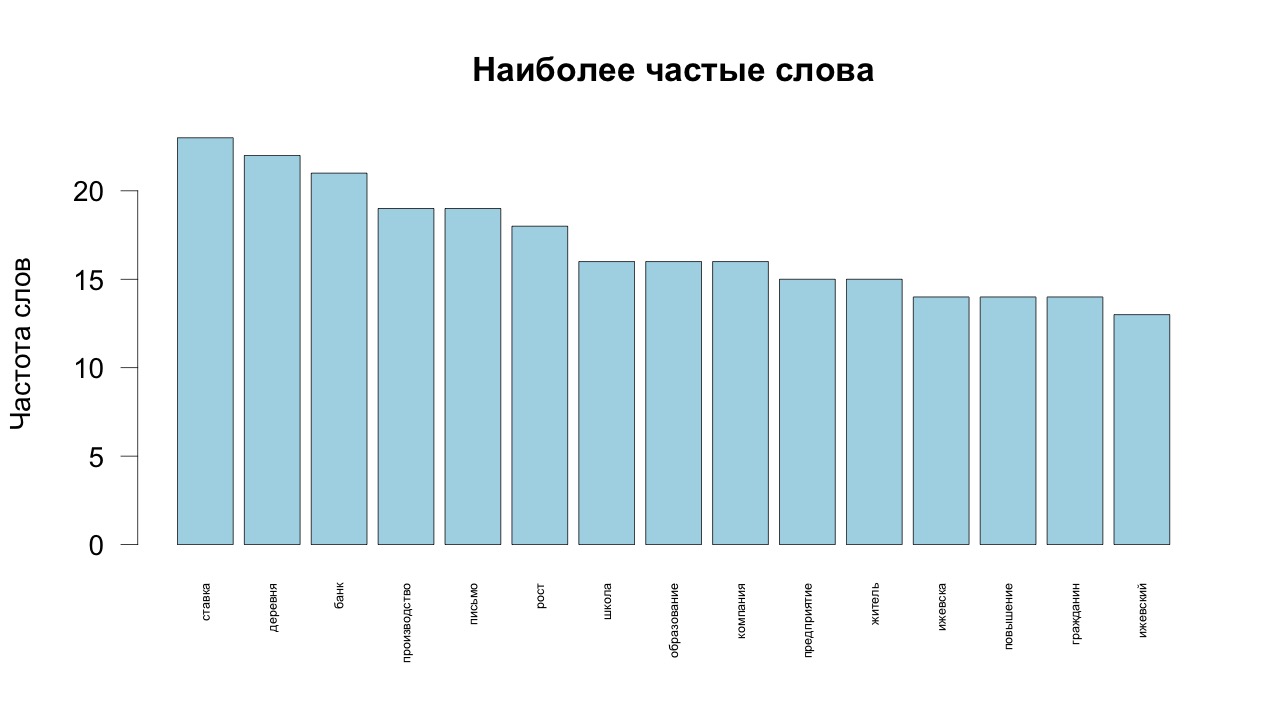 Наиболее частые слова
Частота слов
20
15
10
5
0
ставка
деревня
банк
производство
письмо
рост
школа
образование
компания
предприятие
житель
ижевска
повышение
гражданин
ижевский